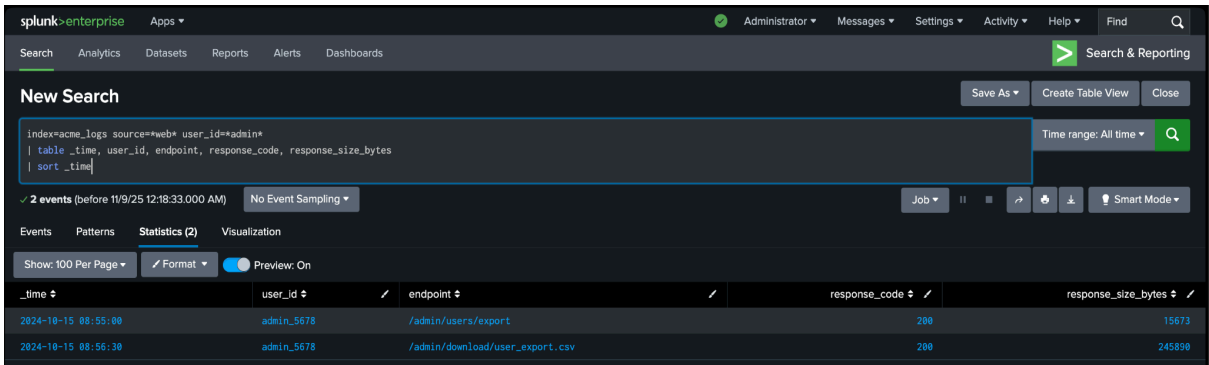 splunk>enterprise Apps Administrator Messages Settings Activity Help Find
Search Analytics Datasets Reports Alerts Dashboards Search & Reporting
New Search Save As Create Table View Close
index=acme_logs source=*web* user_id=*admin*
| table _time, user_id, endpoint, response_code, response_size_bytes
| sort _time
Time range: All time
2 events (before 11/9/25 12:18:33.000 AM) No Event Sampling Job Smart Mode
Events Patterns Statistics (2) Visualization
Show: 100 Per Page Format Preview: On
_time user_id endpoint response_code response_size_bytes
2024-10-15 08:55:00 admin_5678 /admin/users/export 200 15673
2024-10-15 08:56:30 admin_5678 /admin/download/user_export.csv 200 245890